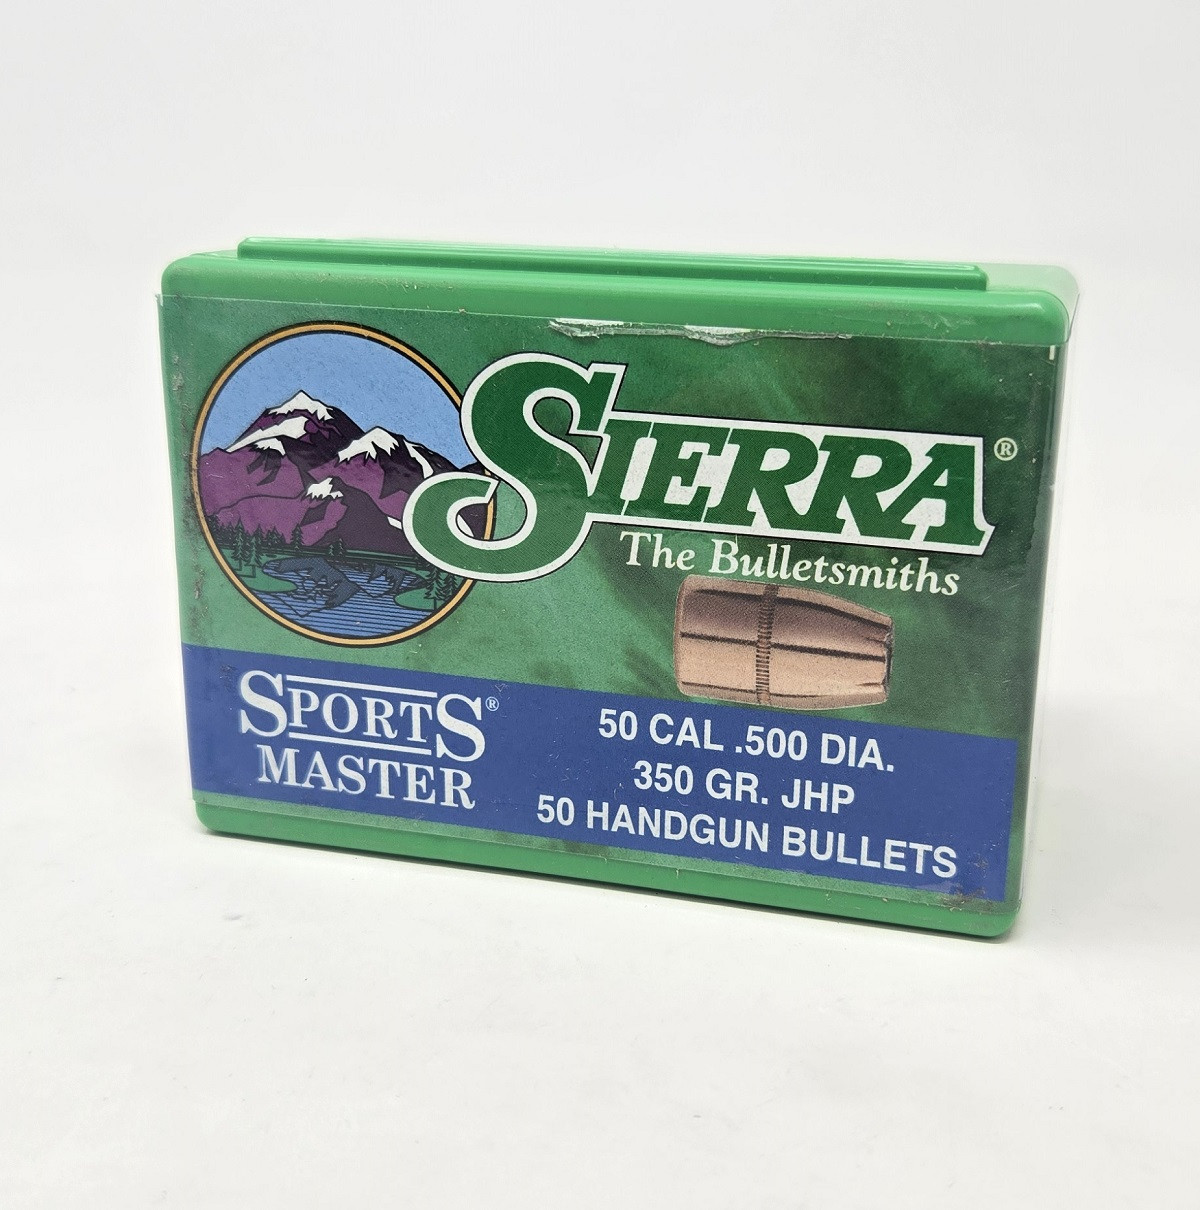 SIERRA®
The Bulletsmiths
SPORTS®
MASTER
50 CAL .500 DIA.
350 GR. JHP
50 HANDGUN BULLETS